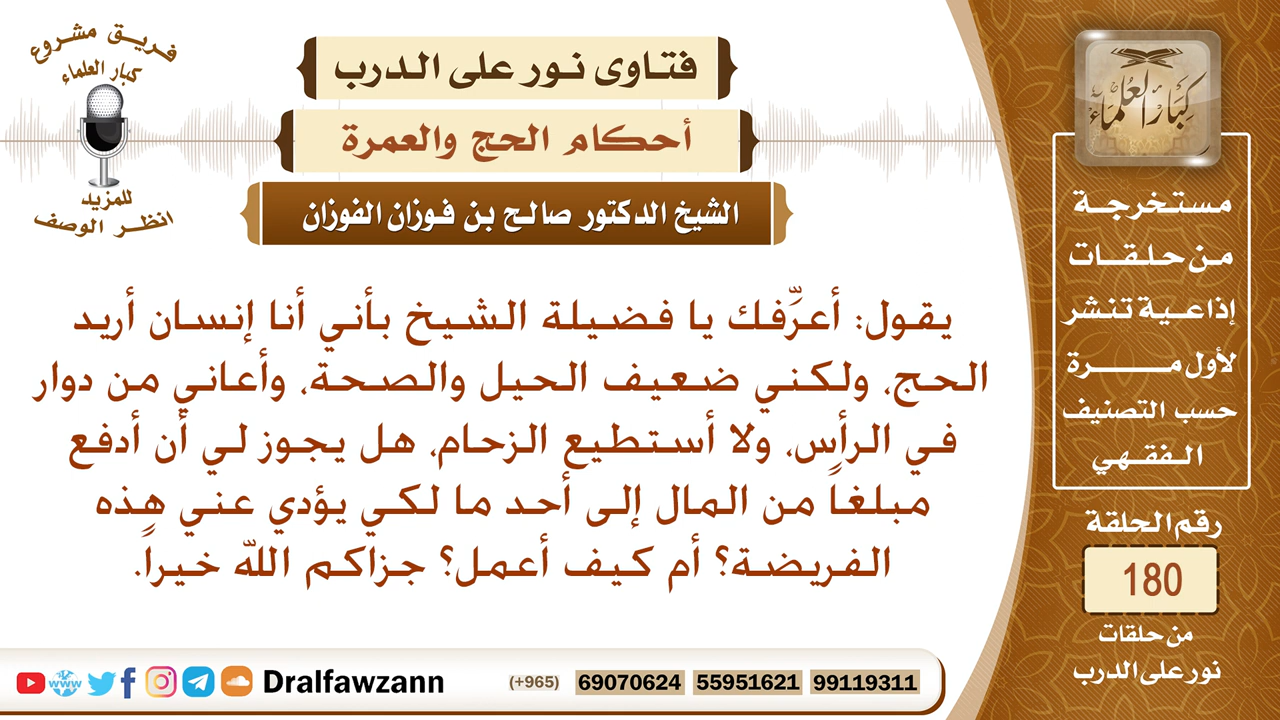 فريق مشروع
كبار العلماء
للمزيد
انظر الوصف
فتاوى نور على الدرب
أحكام الحج والعمرة
الشيخ الدكتور صالح بن فوزان الفوزان
يقول: أعرِّفك يا فضيلة الشيخ بأني أنا إنسان أريد
الحج، ولكني ضعيف الحيل والصحة، وأعاني من دوار
في الرأس، ولا أستطيع الزحام، هل يجوز لي أن أدفع
مبلغاً من المال إلى أحد ما لكي يؤدي عني هذه
الفريضة؟ أم كيف أعمل؟ جزاكم الله خيراً.
كبار العلماء
مستخرجة
من حلقات
إذاعية تنشر
لأول مرة
حسب التصنيف
الفقهي
رقم الحلقة
180
من حلقات
نور على الدرب
www Dralfawzann (+965) 69070624 55951621 99119311